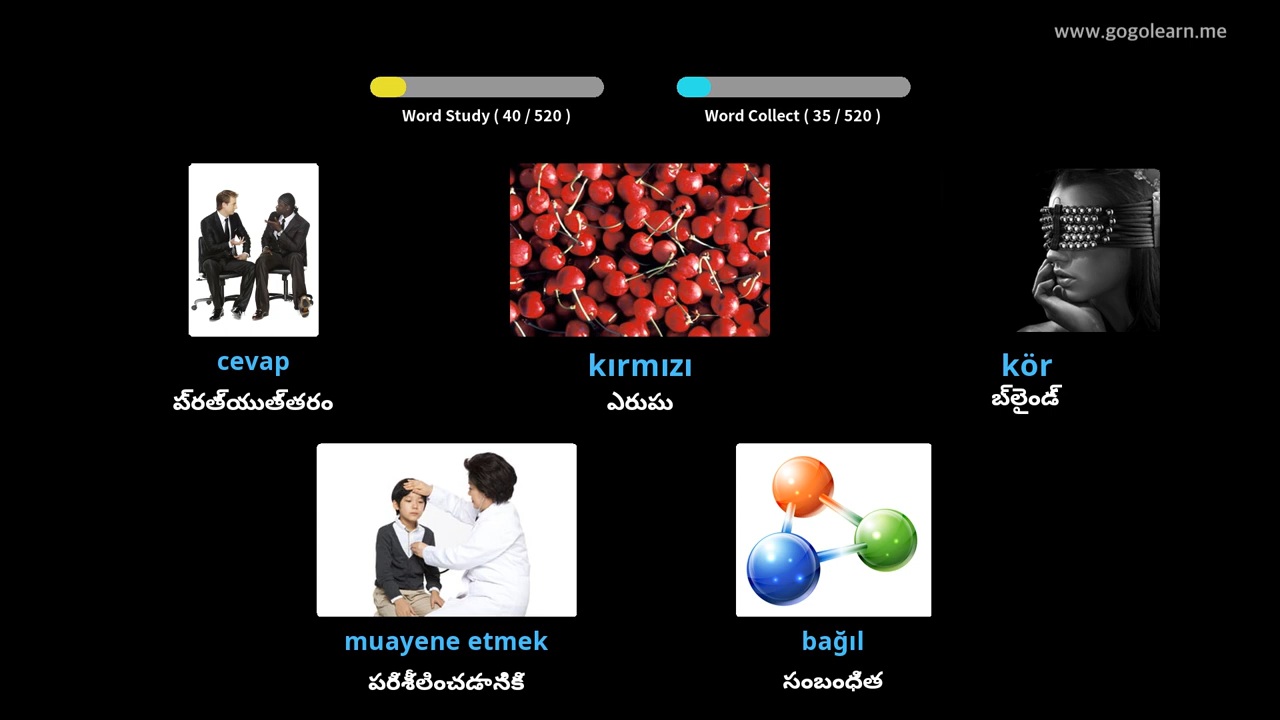 www.gogolearn.me
Word Study ( 40 / 520 )
Word Collect ( 35 / 520 )
cevap
ప్రత్యుత్తరం
kırmızı
ఎరుపు
kör
బ్లైండ్
muayene etmek
పరిశీలించడానికి
bağıl
సంబంధిత